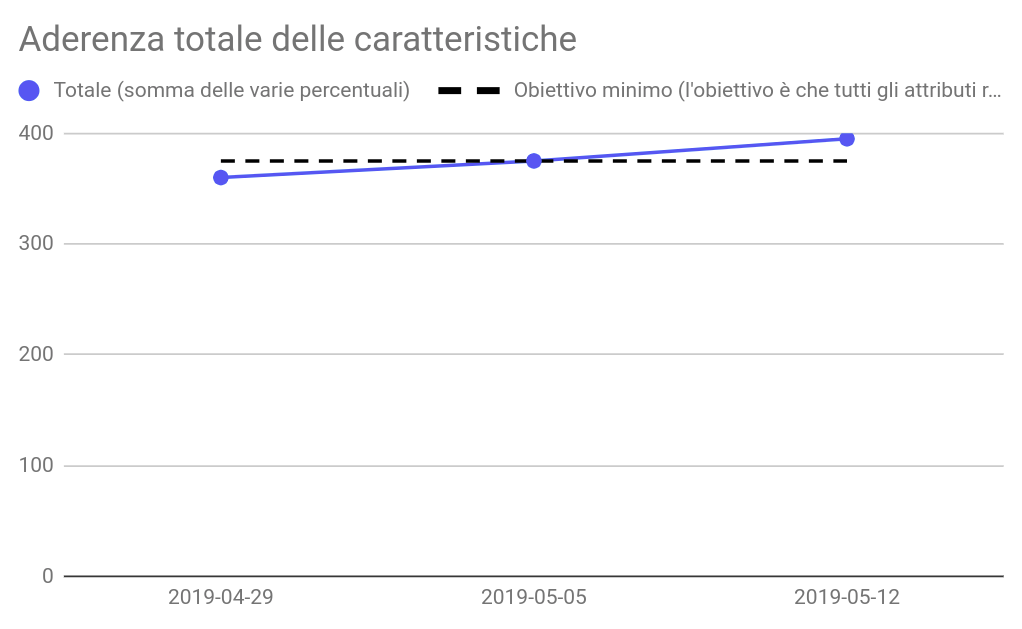 Aderenza totale delle caratteristiche
Totale (somma delle varie percentuali) Obiettivo minimo (l'obiettivo è che tutti gli attributi r...
400
300
200
100
0
2019-04-29 2019-05-05 2019-05-12